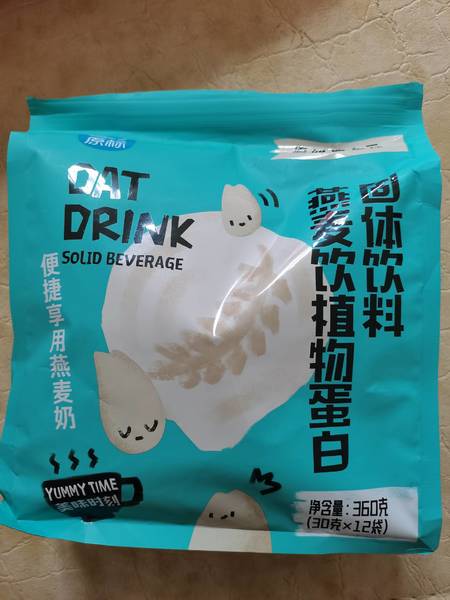 OAT
DRINK
SOLID BEVERAGE
便捷享用燕麦奶
燕麦饮植物蛋白
固体饮料
YUMMY TIME
美味时刻
净含量:360克
(30克×12袋)